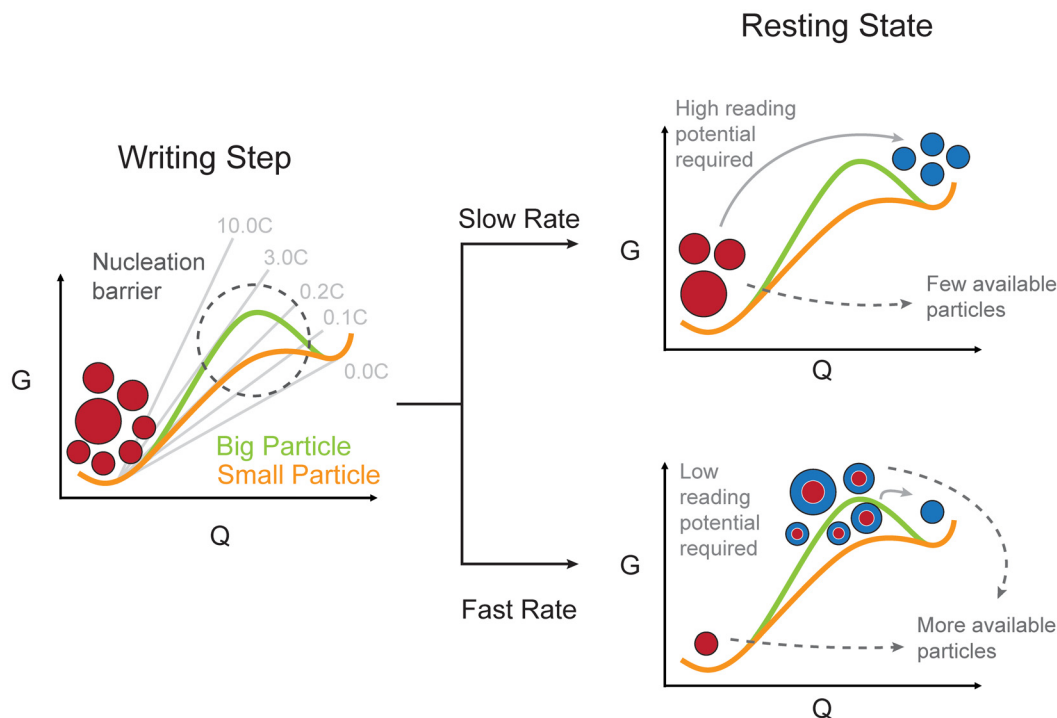 Resting State
Writing Step
High reading
potential
required
Slow Rate
G
Few available
particles
Q
10.0C
3.0C
0.2C
0.1C
0.0C
Nucleation
barrier
G
Big Particle
Small Particle
Q
Low
reading
potential
required
G
Fast Rate
More available
particles
Q